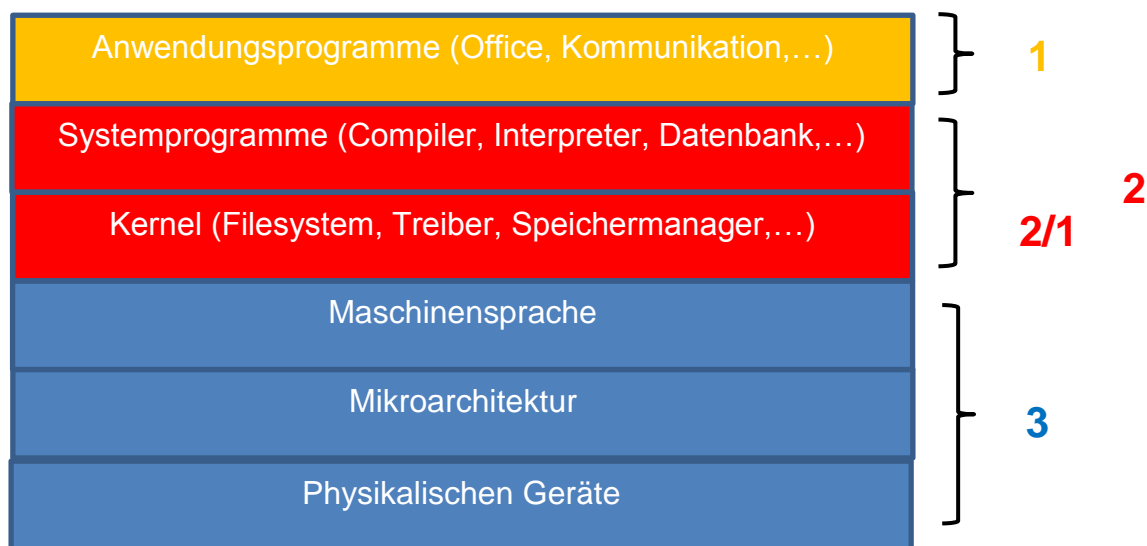 Anwendungsprogramme (Office, Kommunikation,…)
1
Systemprogramme (Compiler, Interpreter, Datenbank,…)
2
Kernel (Filesystem, Treiber, Speichermanager,…)
2/1
Maschinensprache
Mikroarchitektur
3
Physikalischen Geräte